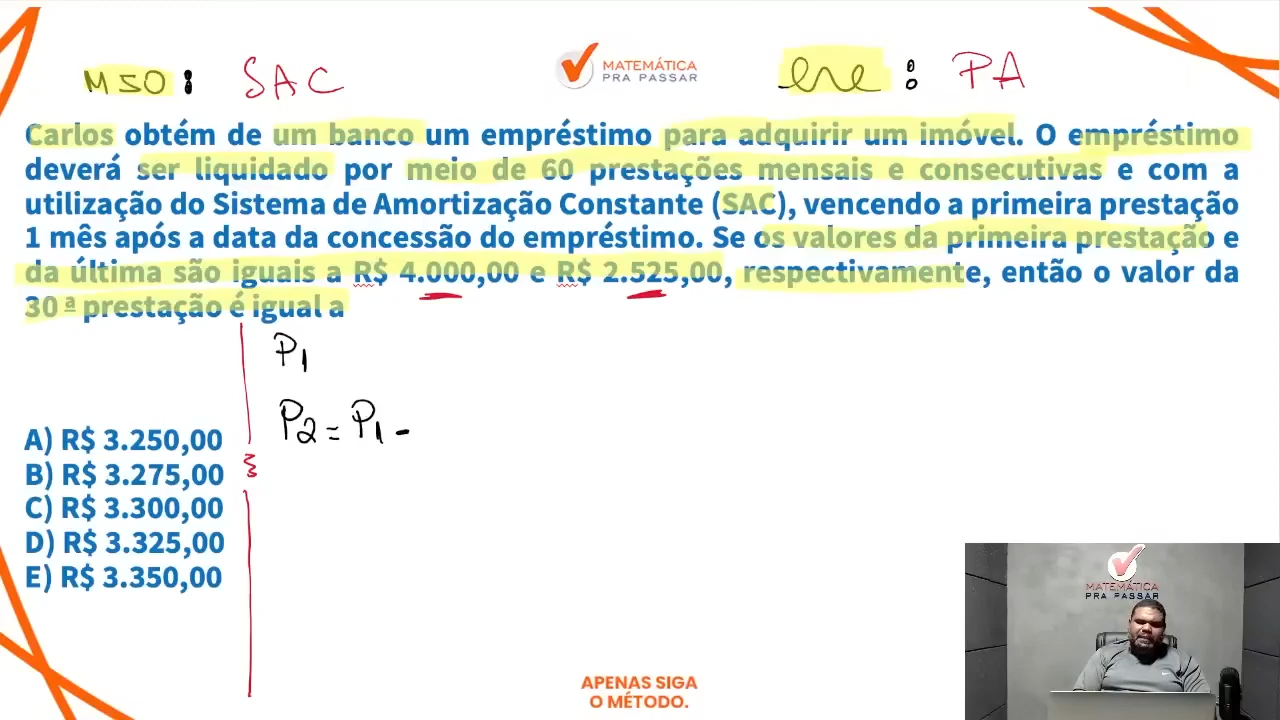 MSO: SAC
MATEMÁTICA
PRA PASSAR
: PA
Carlos obtém de um banco um empréstimo para adquirir um imóvel. O empréstimo
deverá ser liquidado por meio de 60 prestações mensais e consecutivas e com a
utilização do Sistema de Amortização Constante (SAC), vencendo a primeira prestação
1 mês após a data da concessão do empréstimo. Se os valores da primeira prestação e
da última são iguais a R$ 4.000,00 e R$ 2.525,00, respectivamente, então o valor da
30ª prestação é igual a
P1
P2 = P1 -
A) R$ 3.250,00
B) R$ 3.275,00
C) R$ 3.300,00
D) R$ 3.325,00
E) R$ 3.350,00
MATEMÁTICA
PRA PASSAR
APENAS SIGA
O MÉTODO.